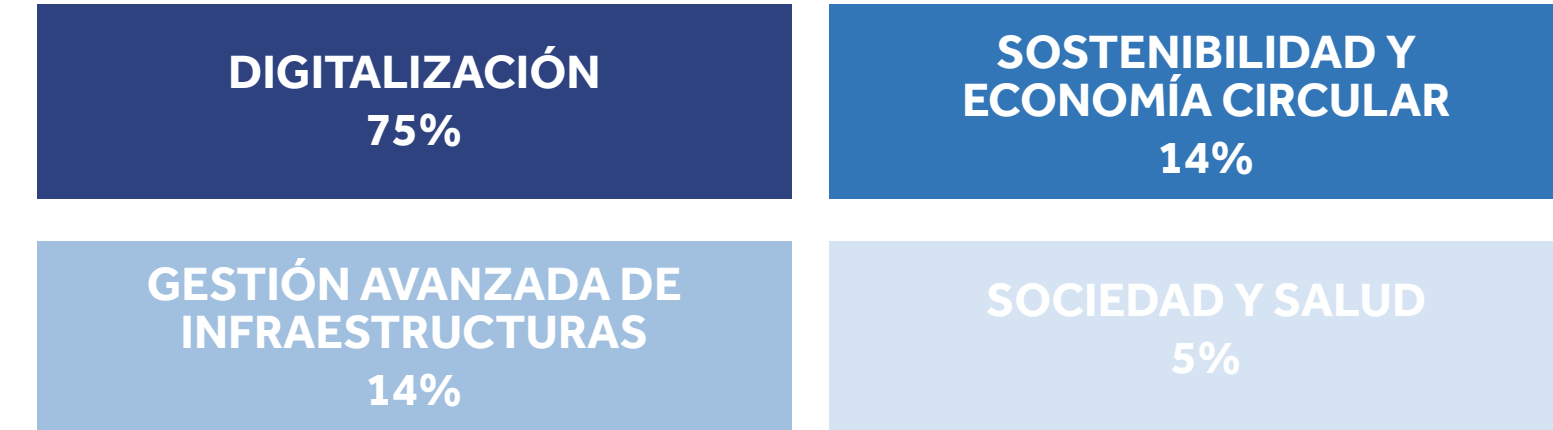 DIGITALIZACIÓN
75%
SOSTENIBILIDAD Y
ECONOMÍA CIRCULAR
14%
GESTIÓN AVANZADA DE
INFRAESTRUCTURAS
14%
SOCIEDAD Y SALUD
5%